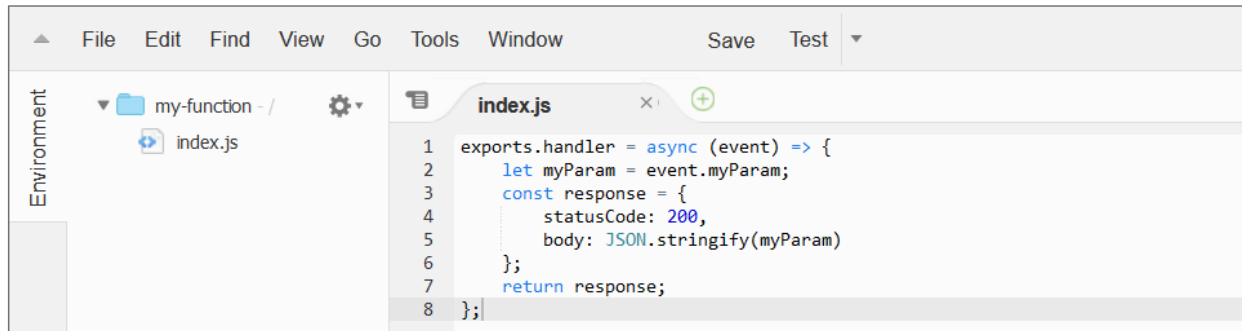 File Edit Find View Go Tools Window Save Test
Environment
my-function - /
index.js
index.js
1 exports.handler = async (event) => {
2     let myParam = event.myParam;
3     const response = {
4         statusCode: 200,
5         body: JSON.stringify(myParam)
6     };
7     return response;
8 };